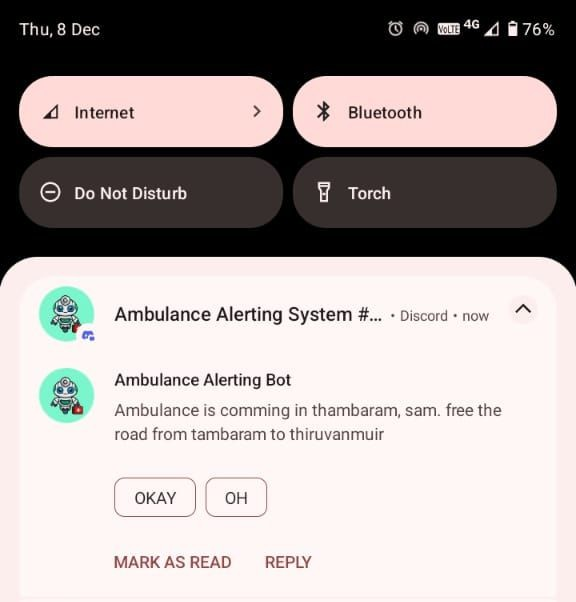 Thu, 8 Dec VoLTE 4G 76%
Internet Bluetooth
Do Not Disturb Torch
Ambulance Alerting System #... • Discord • now
Ambulance Alerting Bot
Ambulance is comming in thambaram, sam. free the
road from tambaram to thiruvanmuir
OKAY OH
MARK AS READ REPLY